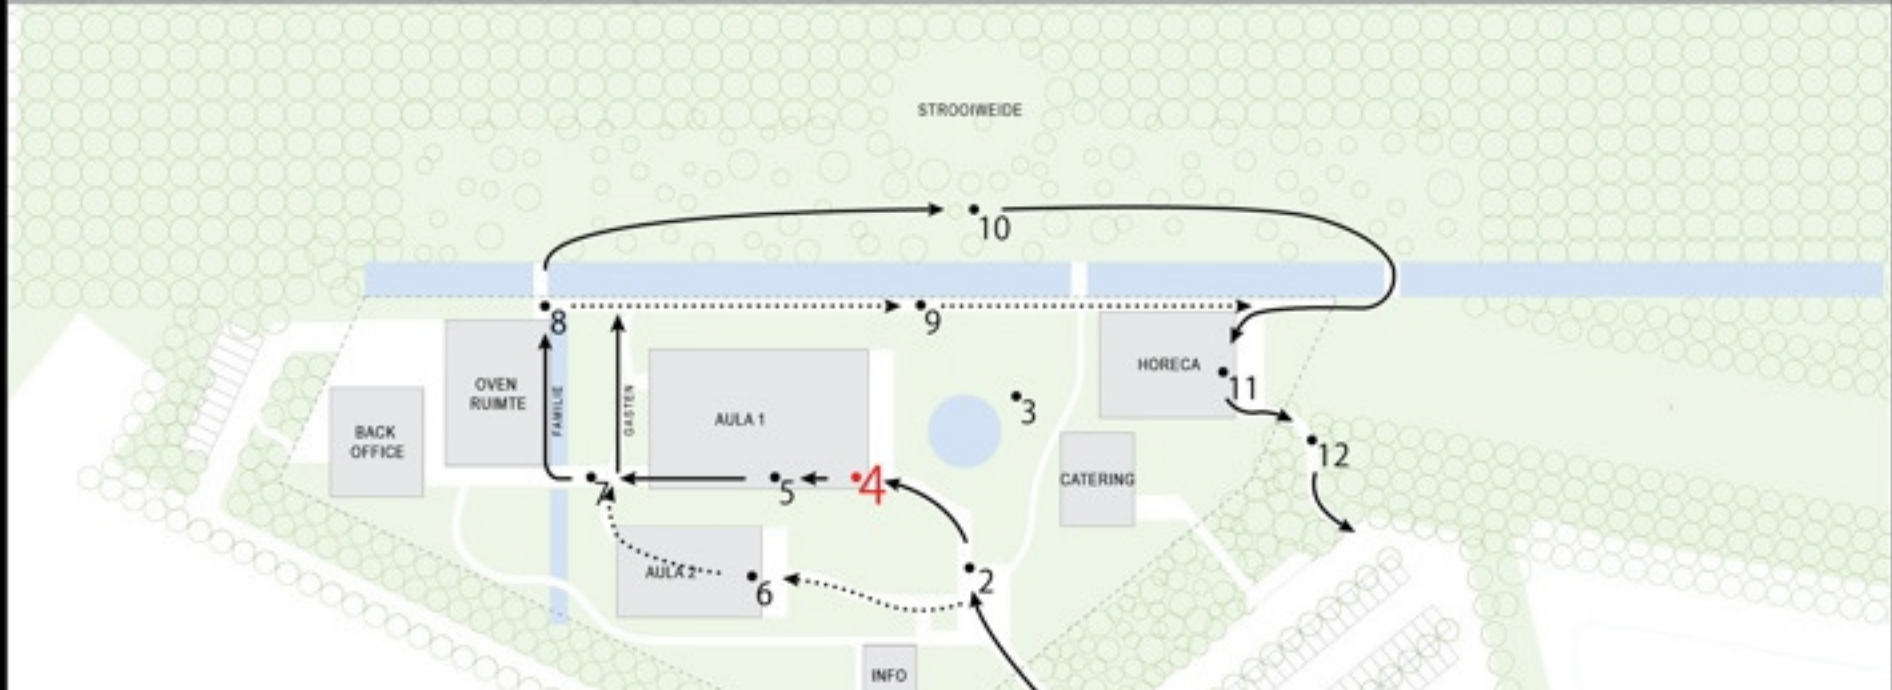 STROOIWEIDE
10
8
9
HORECA
11
OVEN
RUIMTE
FAMILIE
GASTEN
AULA 1
3
BACK
OFFICE
12
CATERING
7
5
4
AULA 2
6
2
INFO